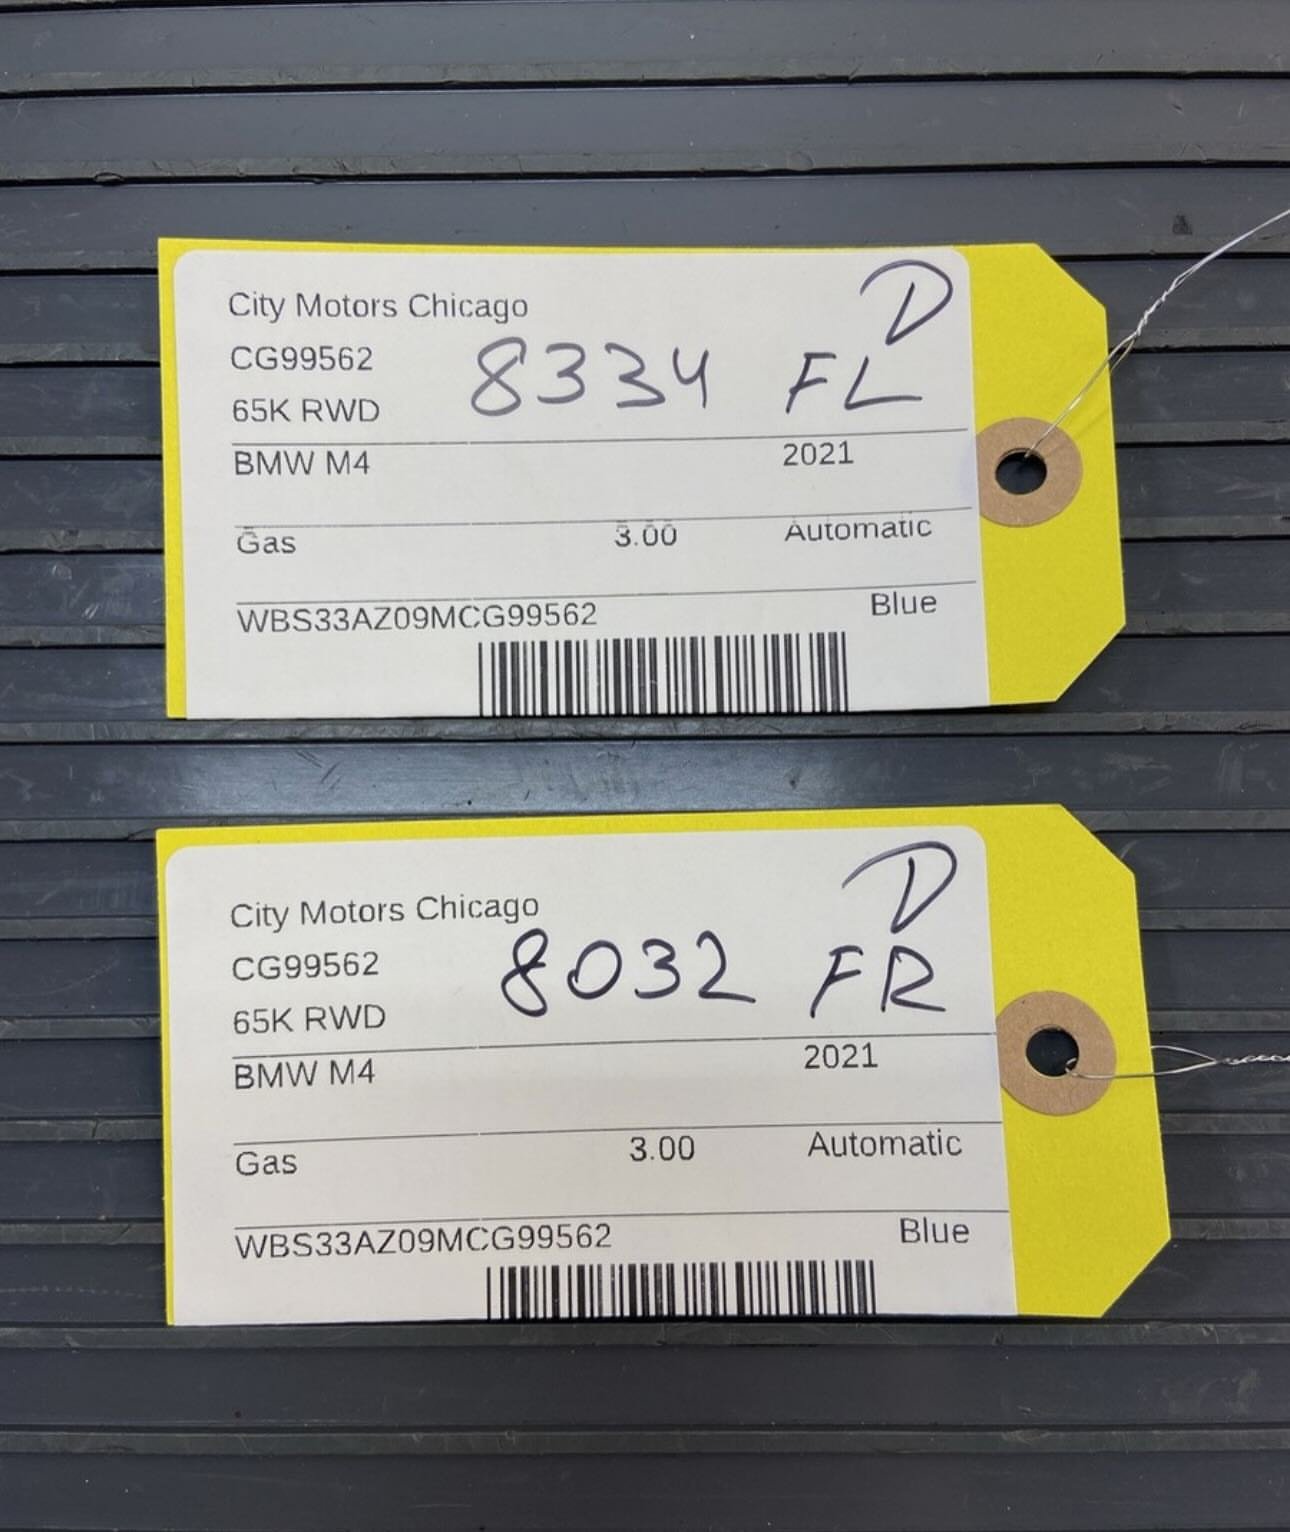 D
City Motors Chicago
CG99562 8334 FL
65K RWD
BMW M4 2021
Gas 3.00 Automatic
WBS33AZ09MCG99562 Blue
D
City Motors Chicago
CG99562 8032 FR
65K RWD
BMW M4 2021
Gas 3.00 Automatic
WBS33AZ09MCG99562 Blue